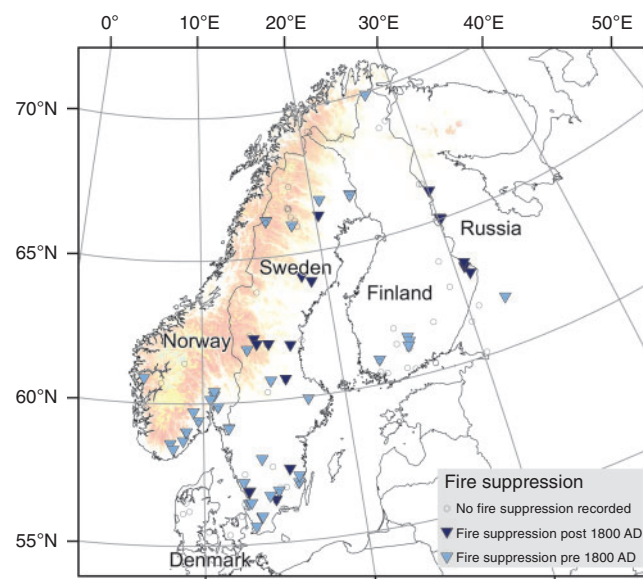 0° 10°E 20°E 30°E 40°E 50°E
70°N
65°N
60°N
55°N
Russia
Sweden
Finland
Norway
Denmark
Fire suppression
No fire suppression recorded
Fire suppression post 1800 AD
Fire suppression pre 1800 AD